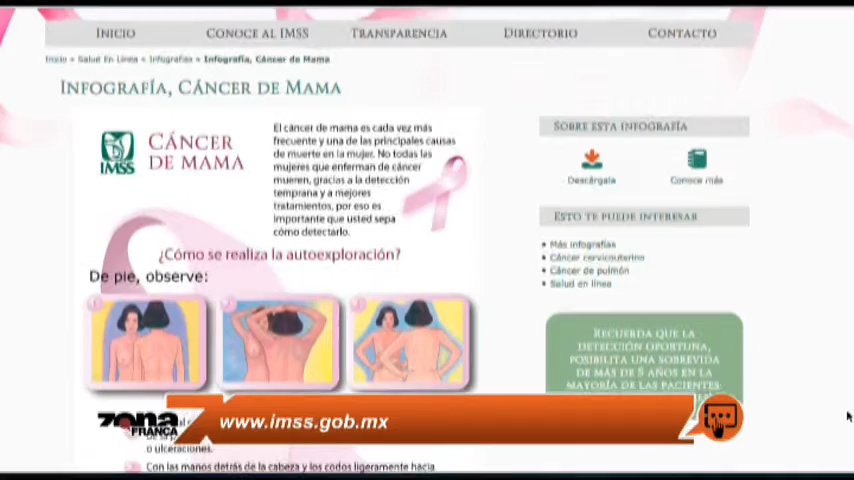 INICIO CONOCE AL IMSS TRANSPARENCIA DIRECTORIO CONTACTO
Inicio » Salud En Línea » Infografías » Infografía, Cáncer de Mama
INFOGRAFÍA, CÁNCER DE MAMA
IMSS
CÁNCER
DE MAMA
El cáncer de mama es cada vez más
frecuente y una de las principales causas
de muerte en la mujer. No todas las
mujeres que enferman de cáncer
mueren, gracias a la detección
temprana y a mejores
tratamientos, por eso es
importante que usted sepa
cómo detectarlo.
¿Cómo se realiza la autoexploración?
De pie, observe:
1 2 3
o ulceraciones.
Con las manos detrás de la cabeza y los codos ligeramente hacia
SOBRE ESTA INFOGRAFÍA
Descárgala Conoce más
ESTO TE PUEDE INTERESAR
• Más infografías
• Cáncer cervicouterino
• Cáncer de pulmón
• Salud en línea
RECUERDA QUE LA
DETECCIÓN OPORTUNA,
POSIBILITA UNA SOBREVIDA
DE MÁS DE 5 AÑOS EN LA
MAYORÍA DE LAS PACIENTES
ZONA
FRANCA
www.imss.gob.mx